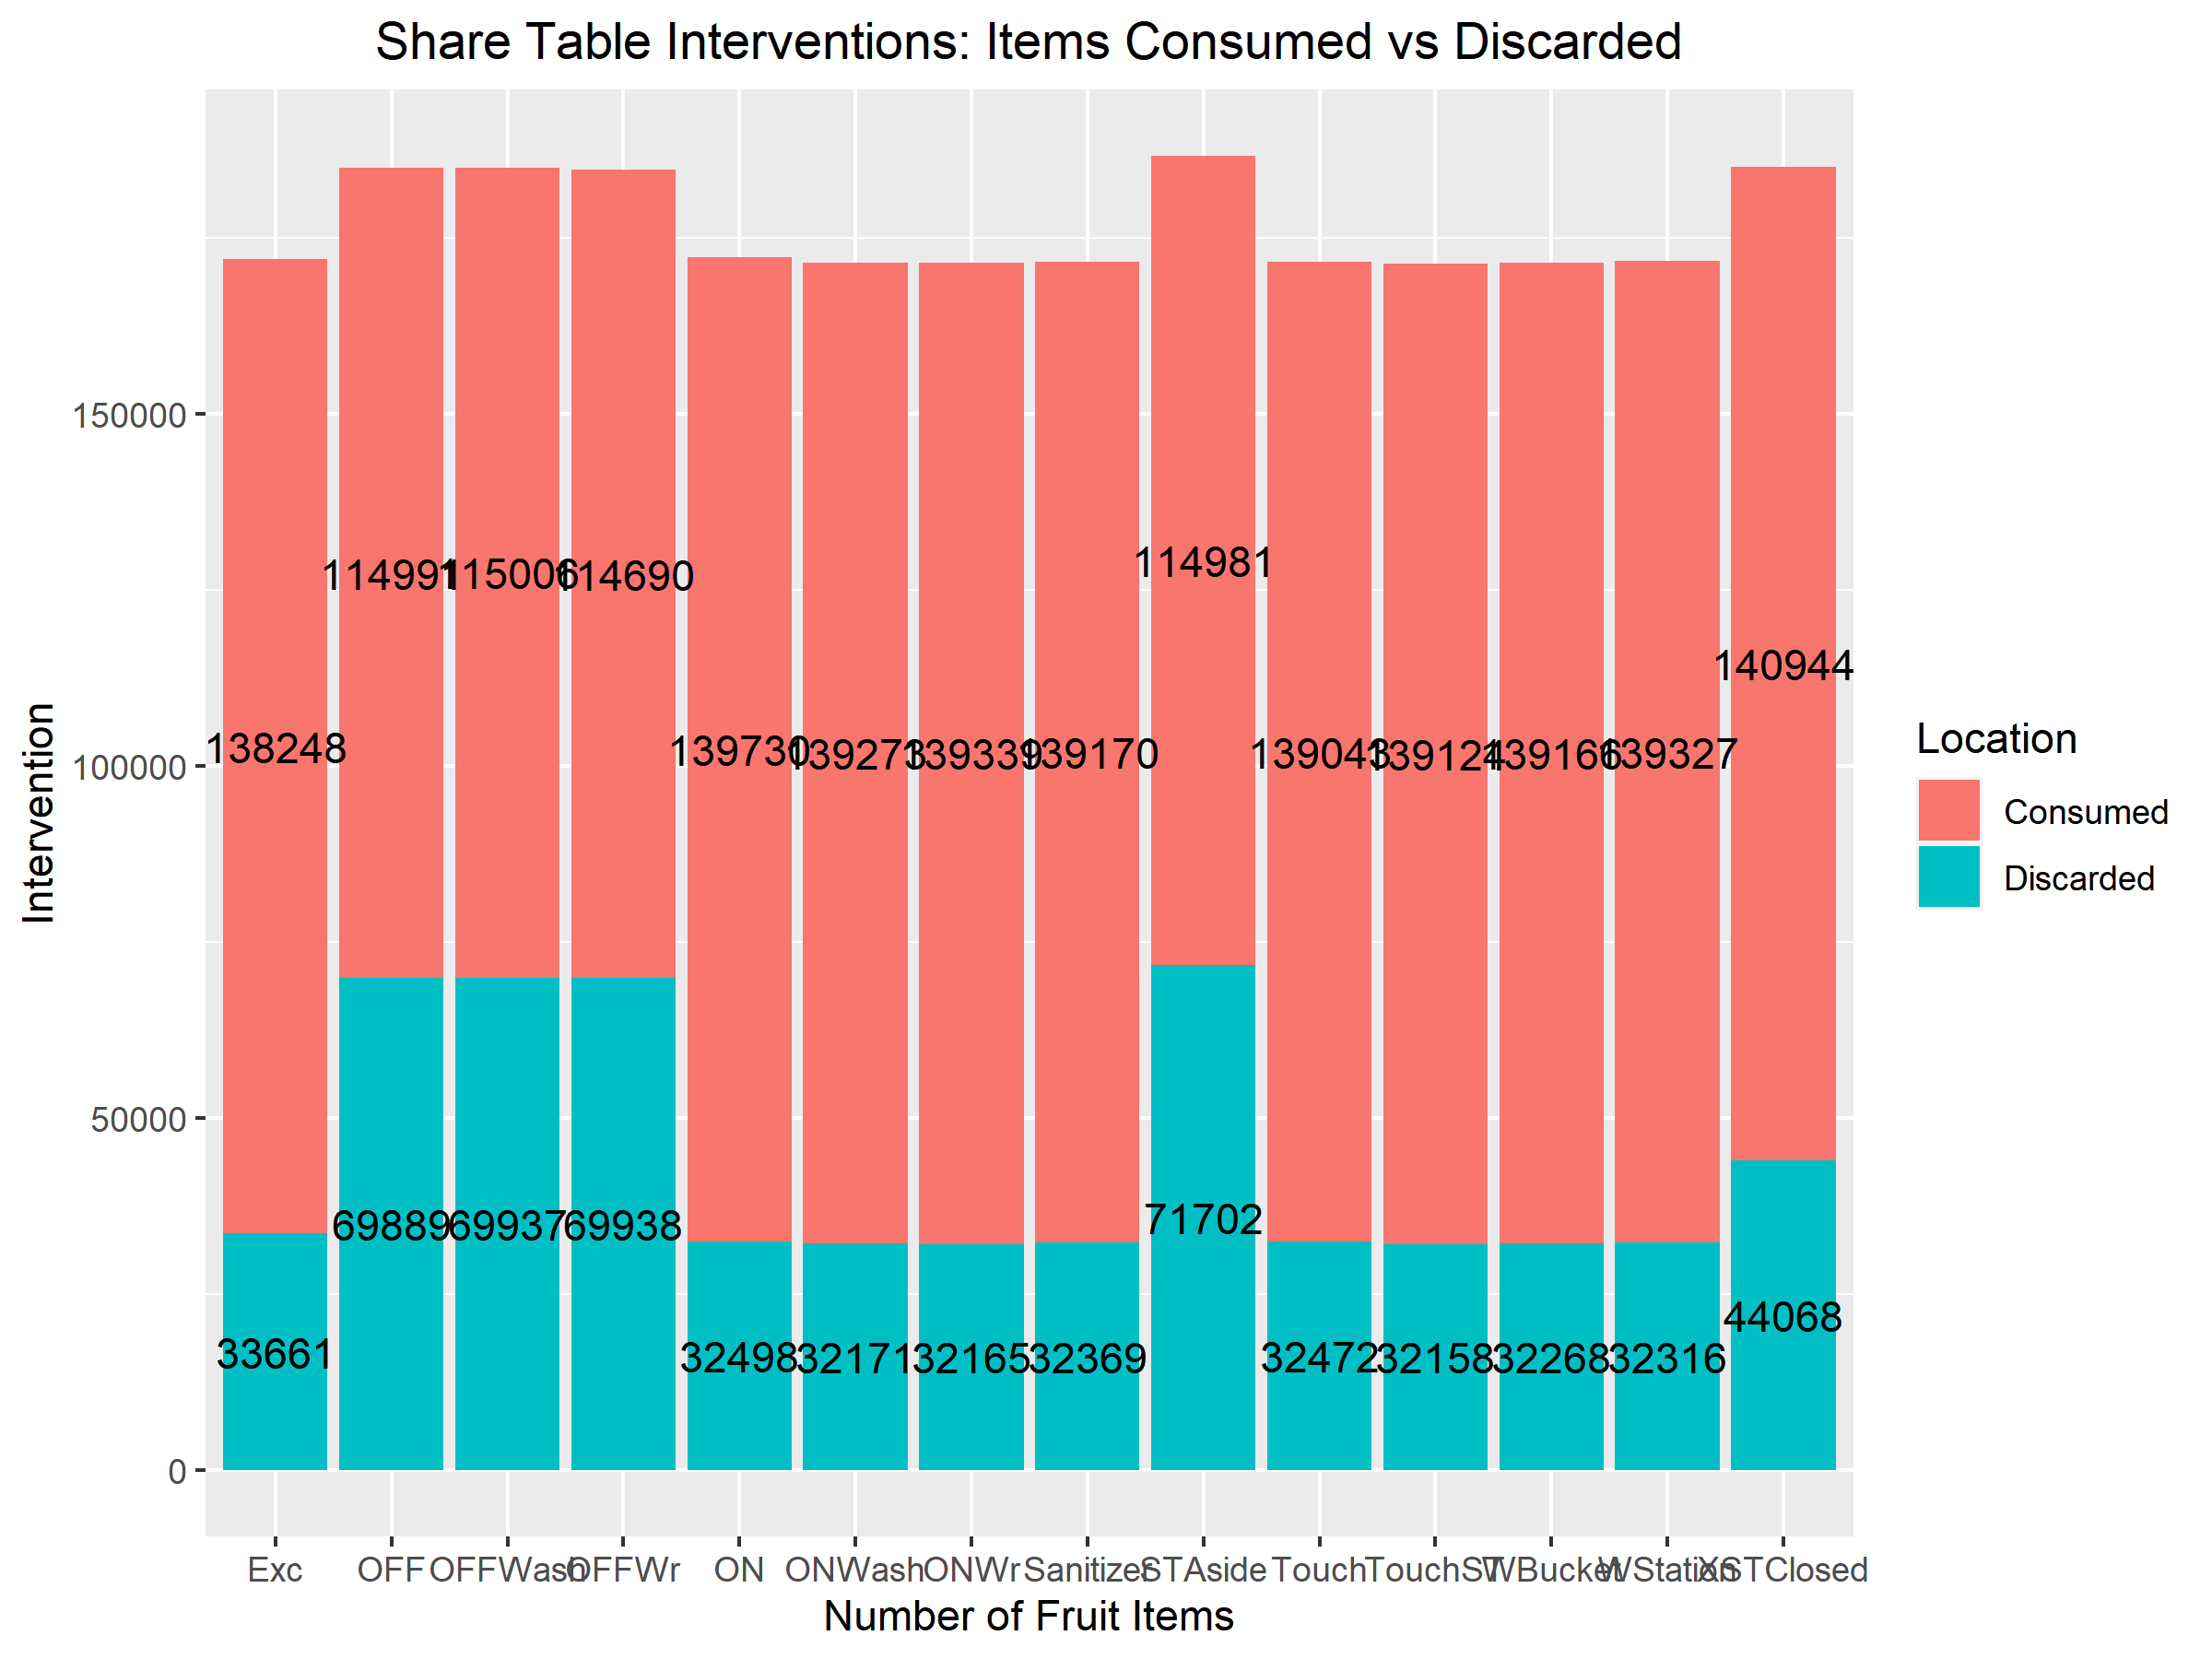 Share Table Interventions: Items Consumed vs Discarded
Intervention
150000
100000
50000
0
114991 115006 114690 114981
140944
138248 139730 139273 139339 139170 139043 139124 139166 139327
69889 69937 69938 71702
44068
33661 32498 32171 32165 32369 32472 32158 32268 32316
Exc OFF OFFWash OFFWr ON ONWash ONWr Sanitizer STAside Touch TouchST WBucket WStation XSTClosed
Number of Fruit Items
Location
Consumed
Discarded